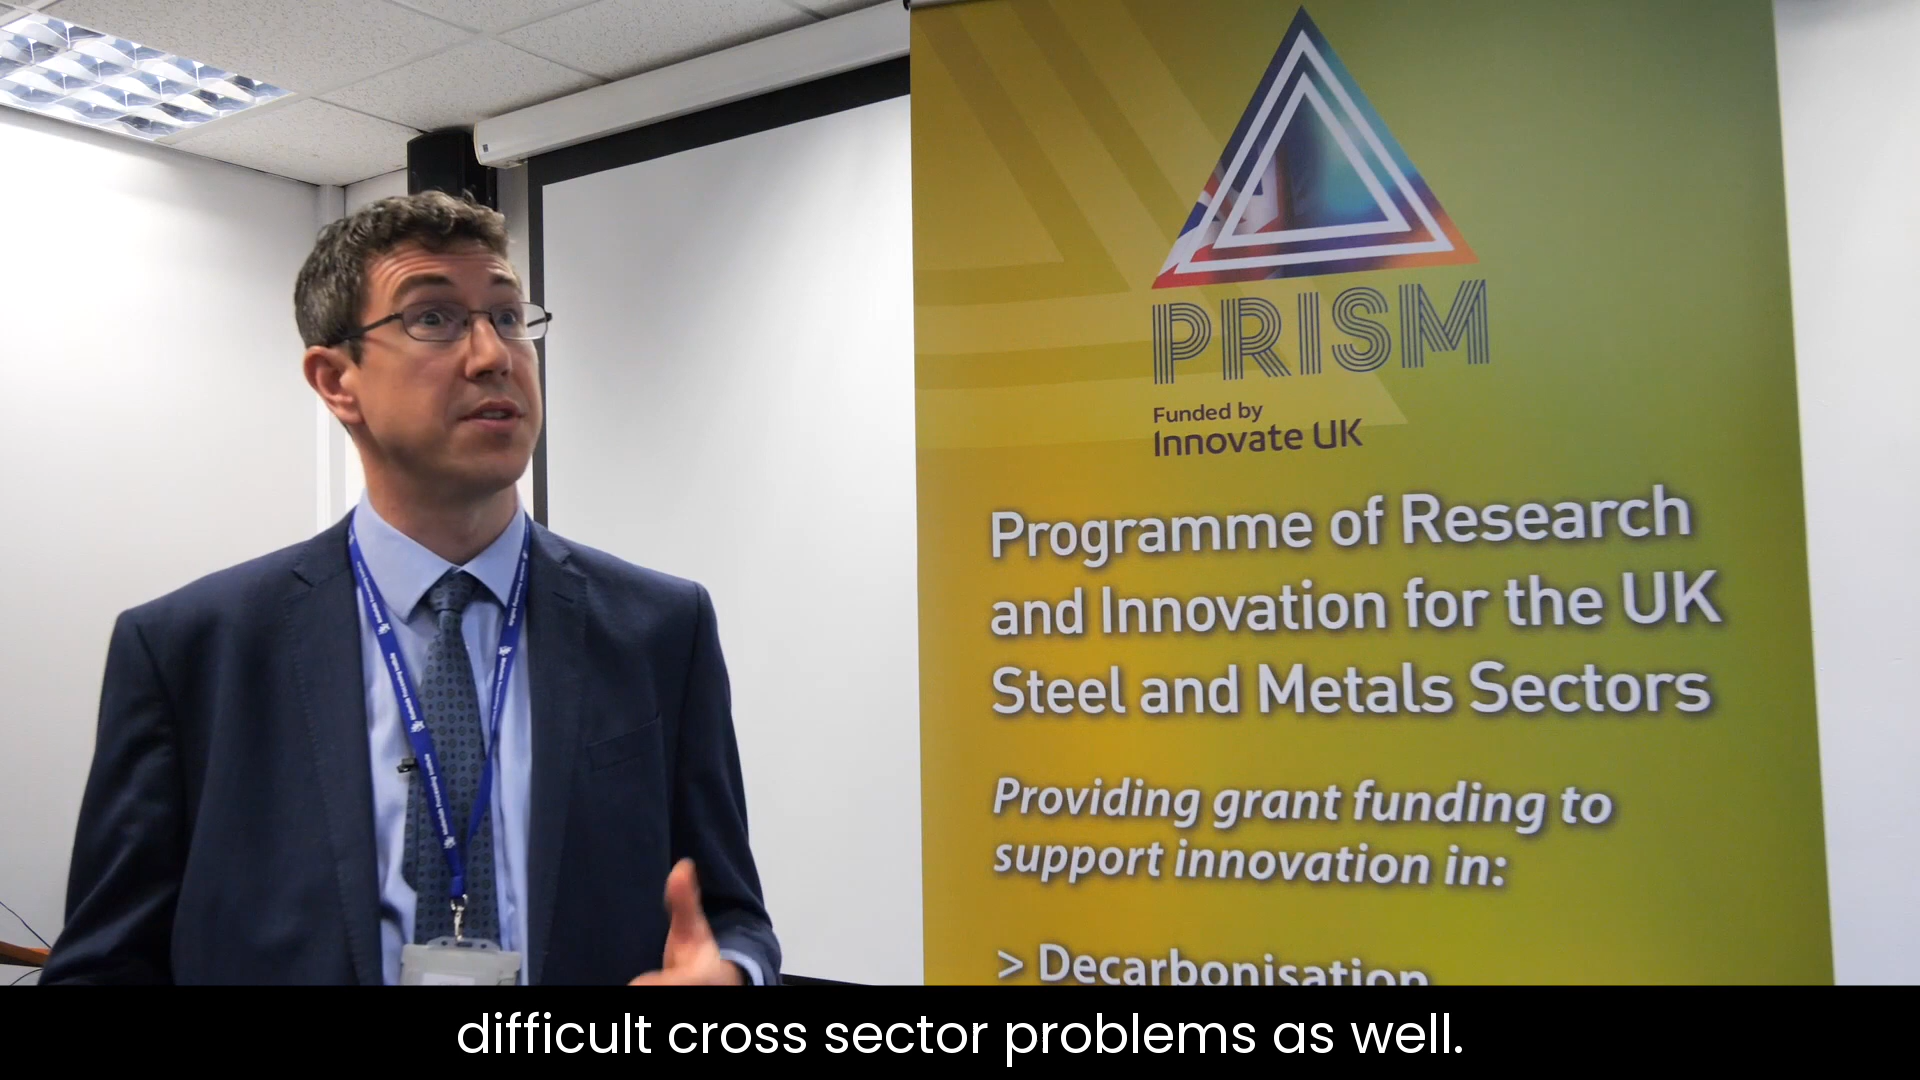 PRISM
Funded by
Innovate UK
Programme of Research
and Innovation for the UK
Steel and Metals Sectors
Providing grant funding to
support innovation in:
> Decarbonisation
difficult cross sector problems as well.